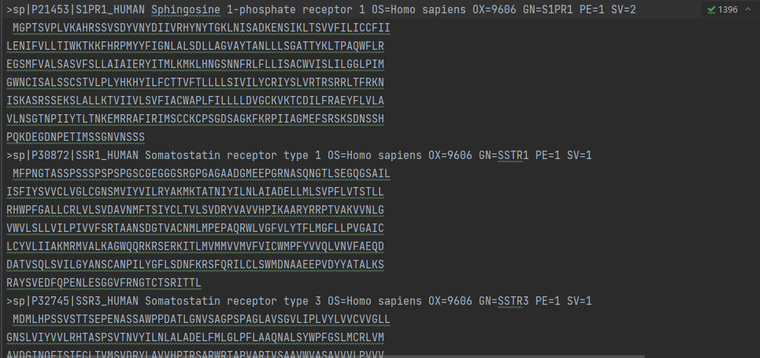 >sp|P21453|S1PR1_HUMAN Sphingosine 1-phosphate receptor 1 OS=Homo sapiens OX=9606 GN=S1PR1 PE=1 SV=2
1396
MGPTSVPLVKAHRSSVSDYVNYDIIVRHYNYTGKLNISADKENSIKLTSVVFILICCFII
LENIFVLLTIWKTKKFHRPMYYFIGNLALSDLLAGVAYTANLLLSGATTYKLTPAQWFLR
EGSMFVALSASVFSLLAIAIERYITMLKMKLHNGSNNFRLFLLISACWVISLILGGLPIM
GWNCISALSSCSTVLPLYHKHYILFCTTVFTLLLLSIVILYCRIYSLVRTRSRRLTFRKN
ISKASRSSEKSLALLKTVIIVLSVFIACWAPLFILLLLDVGCKVKTCDILFRAEYFLVLA
VLNSGTNPIIYTLTNKEMRRAFIRIMSCCKCPSGDSAGKFKRPIIAGMEFSRSKSDNSSH
PQKDEGDNPETIMSSGNVNSSS
>sp|P30872|SSR1_HUMAN Somatostatin receptor type 1 OS=Homo sapiens OX=9606 GN=SSTR1 PE=1 SV=1
MFPNGTASSPSSSPSPSPGSCGEGGGSRGPGAGAADGMEEPGRNASQNGTLSEGQGSAIL
ISFIYSVVCLVGLCGNSMVIYVILRYAKMKTATNIYILNLAIADELLMLSVPFLVTSTLL
RHWPFGALLCRLVLSVDAVNMFTSIYCLTVLSVDRYVAVVHPIKAARYRRPTVAKVVNLG
VWVLSLLVILPIVVFSRTAANSDGTVACNMLMPEPAQRWLVGFVLYTFLMGFLLPVGAIC
LCYVLIIAKMRMVALKAGWQQRKRSERKITLMVMMVVMVFVICWMPFYVVQLVNVFAEQD
DATVSQLSVILGYANSCANPILYGFLSDNFKRSFQRILCLSWMDNAAEEPVDYYATALKS
RAYSVEDFQPENLESGGVFRNGTCTSRITTL
>sp|P32745|SSR3_HUMAN Somatostatin receptor type 3 OS=Homo sapiens OX=9606 GN=SSTR3 PE=1 SV=1
MDMLHPSSVSTTSEPENASSAWPPDATLGNVSAGPSPAGLAVSGVLIPLVYLVVCVVGLL
GNSLVIYVVLRHTASPSVTNVYILNLALADELFMLGLPFLAAQNALSYWPFGSLMCRLVM
AVDGINQFTSIFCLTVMSVDRYLAVVHPTRSARWRTAPVARTVSAAVWVASAVVVLPVVV